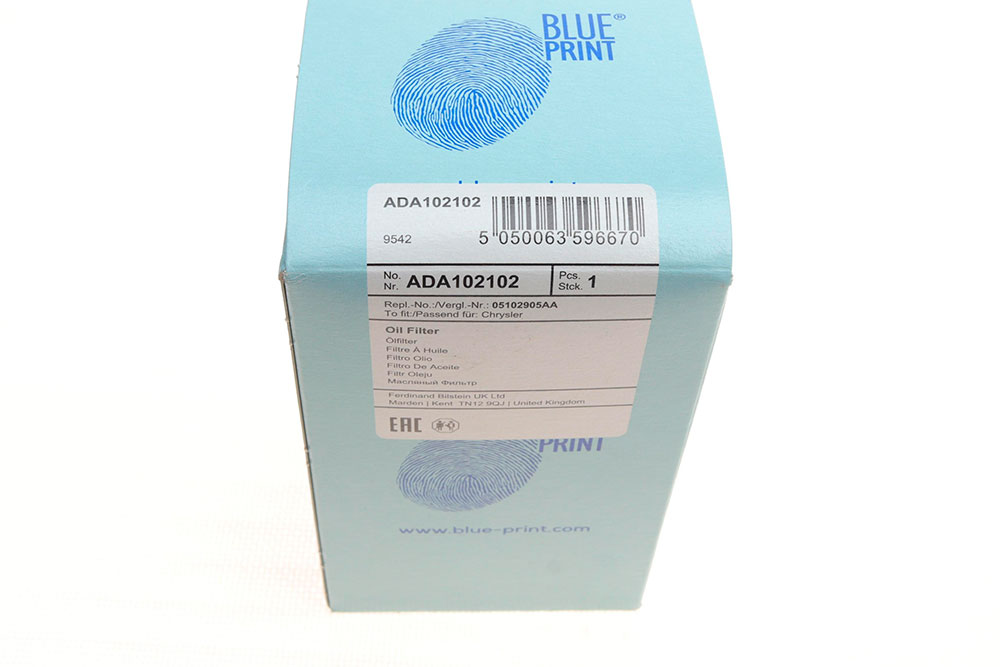 BLUE®
PRINT
ADA102102
9542
5 050063 596670
No.
Nr. ADA102102
Pcs.
Stck. 1
Repl.-No.:/Vergl.-Nr.: 05102905AA
To fit:/Passend für: Chrysler
Oil Filter
Ölfilter
Filtre À Huile
Filtro Olio
Filtro De Aceite
Filtr Oleju
Масляный Фильтр
Ferdinand Bilstein UK Ltd
Marden | Kent TN12 9QJ | United Kingdom
EAC
PRINT
www.blue-print.com